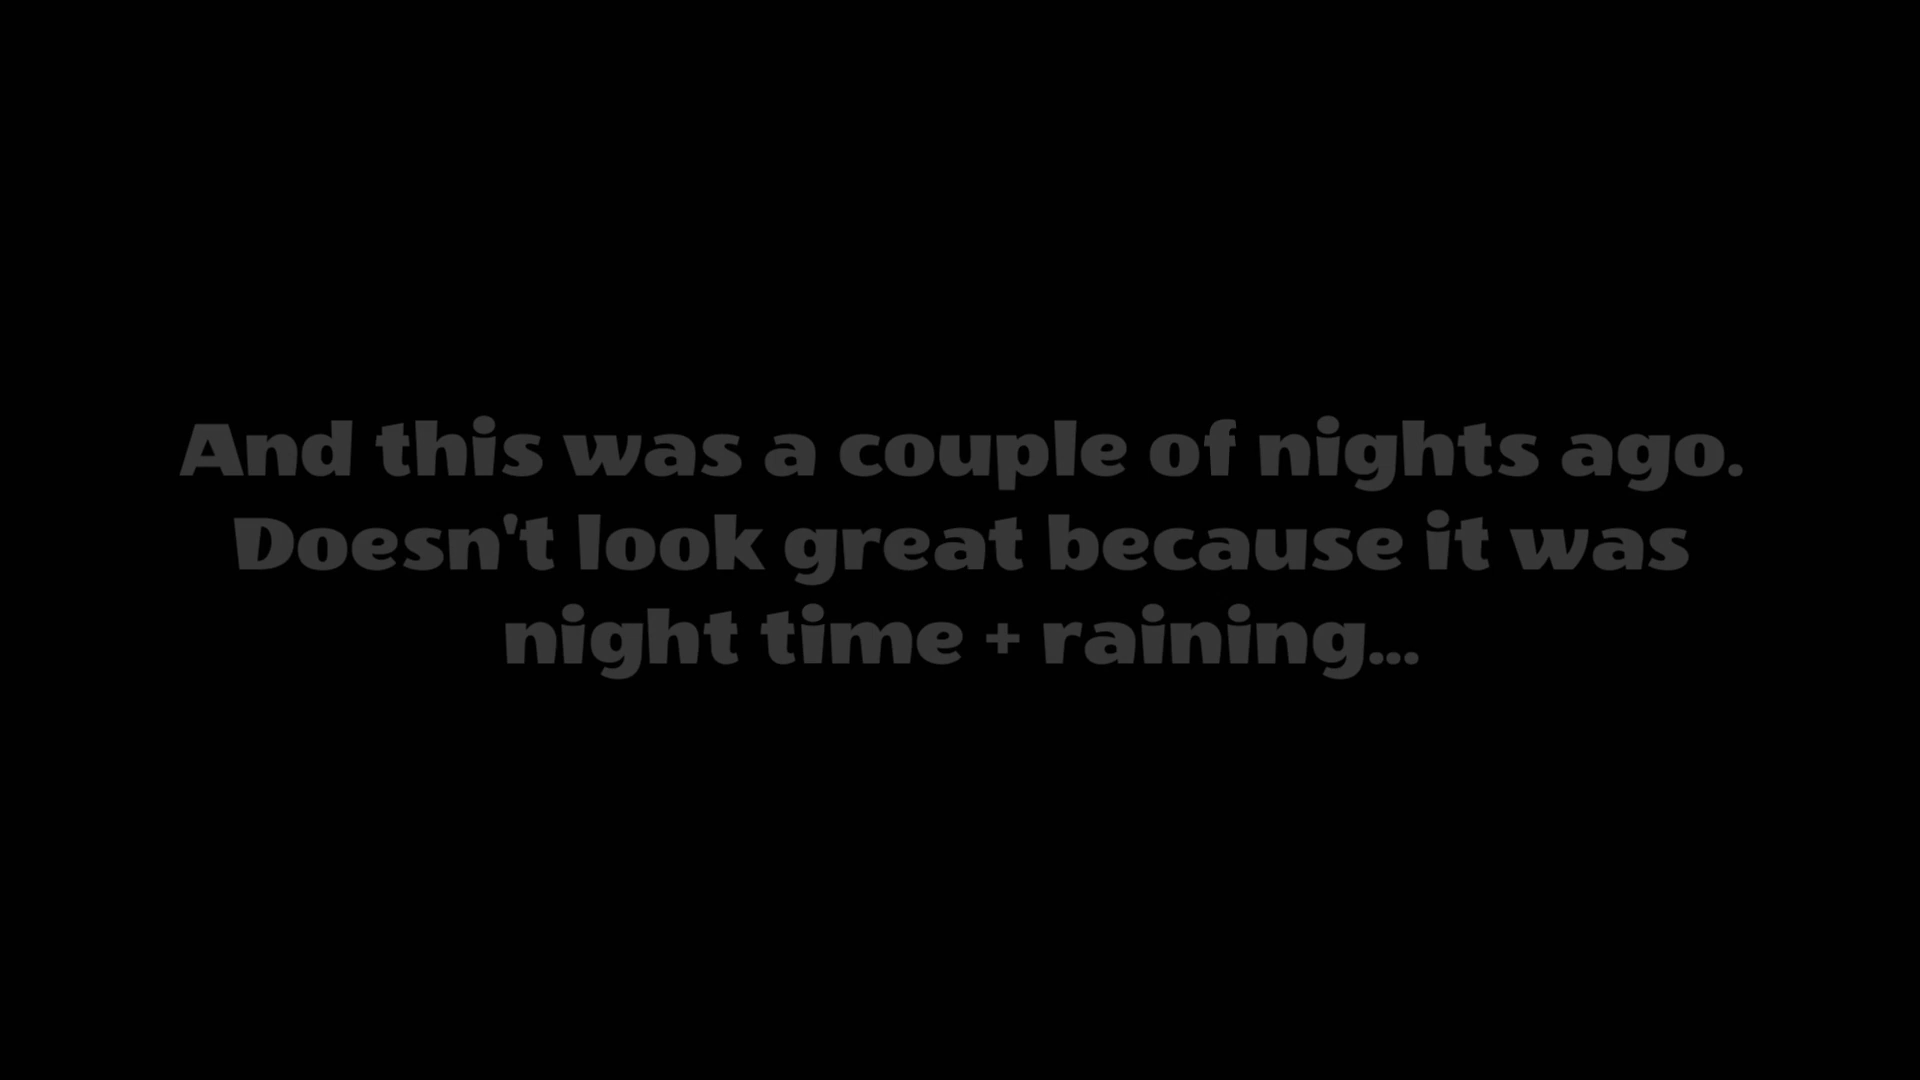 And this was a couple of nights ago.
Doesn't look great because it was
night time + raining...